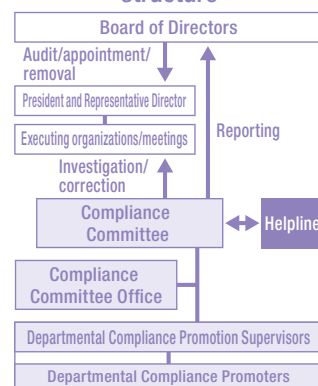 structure
Board of Directors
Audit/appointment/
removal
President and Representative Director
Executing organizations/meetings
Reporting
Investigation/
correction
Compliance
Committee
Helpline
Compliance
Committee Office
Departmental Compliance Promotion Supervisors
Departmental Compliance Promoters